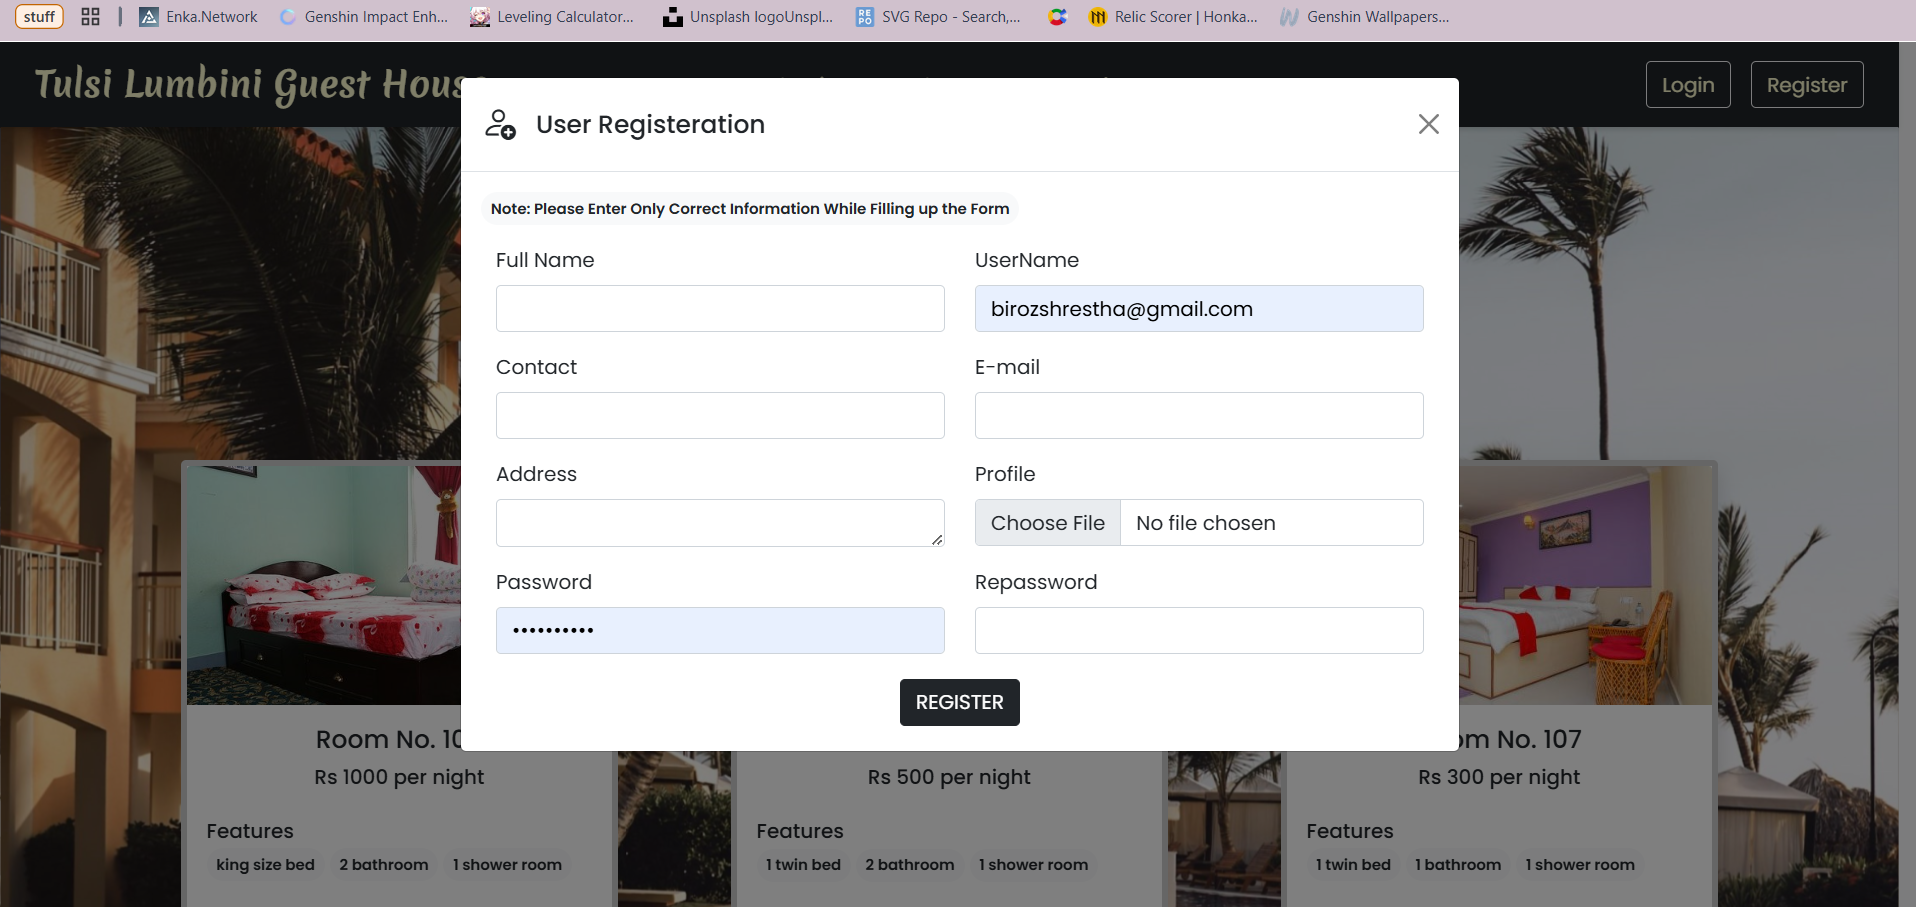 stuff
Enka.Network
Genshin Impact Enh...
Leveling Calculator...
Unsplash logoUnspl...
REPO
SVG Repo - Search,...
Relic Scorer | Honka...
Genshin Wallpapers...
Tulsi Lumbini Guest House
Login
Register
User Registeration
Note: Please Enter Only Correct Information While Filling up the Form
Full Name
UserName
birozshrestha@gmail.com
Contact
E-mail
Address
Profile
Choose File
No file chosen
Password
Repassword
••••••••••
REGISTER
Room No. 10
om No. 107
Rs 1000 per night
Rs 500 per night
Rs 300 per night
Features
king size bed 2 bathroom 1 shower room
Features
1 twin bed 2 bathroom 1 shower room
Features
1 twin bed 1 bathroom 1 shower room